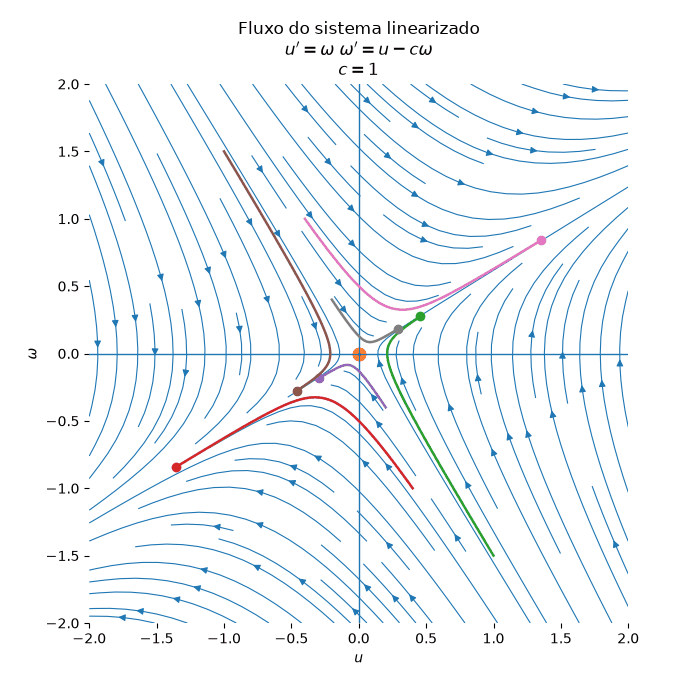 Fluxo do sistema linearizado
u′ = ω ω′ = u − cω
c = 1
2.0
1.5
1.0
0.5
0.0
−0.5
−1.0
−1.5
−2.0
ω
−2.0 −1.5 −1.0 −0.5 0.0 0.5 1.0 1.5 2.0
u